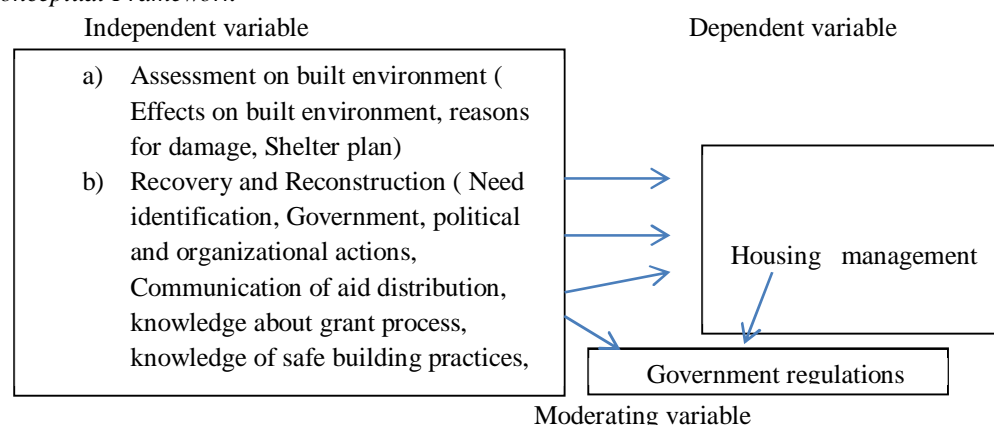 Conceptual Framework
Independent variable
Dependent variable
a) Assessment on built environment (
Effects on built environment, reasons
for damage, Shelter plan)
b) Recovery and Reconstruction ( Need
identification, Government, political
and organizational actions,
Communication of aid distribution,
knowledge about grant process,
knowledge of safe building practices,
Housing management
Government regulations
Moderating variable